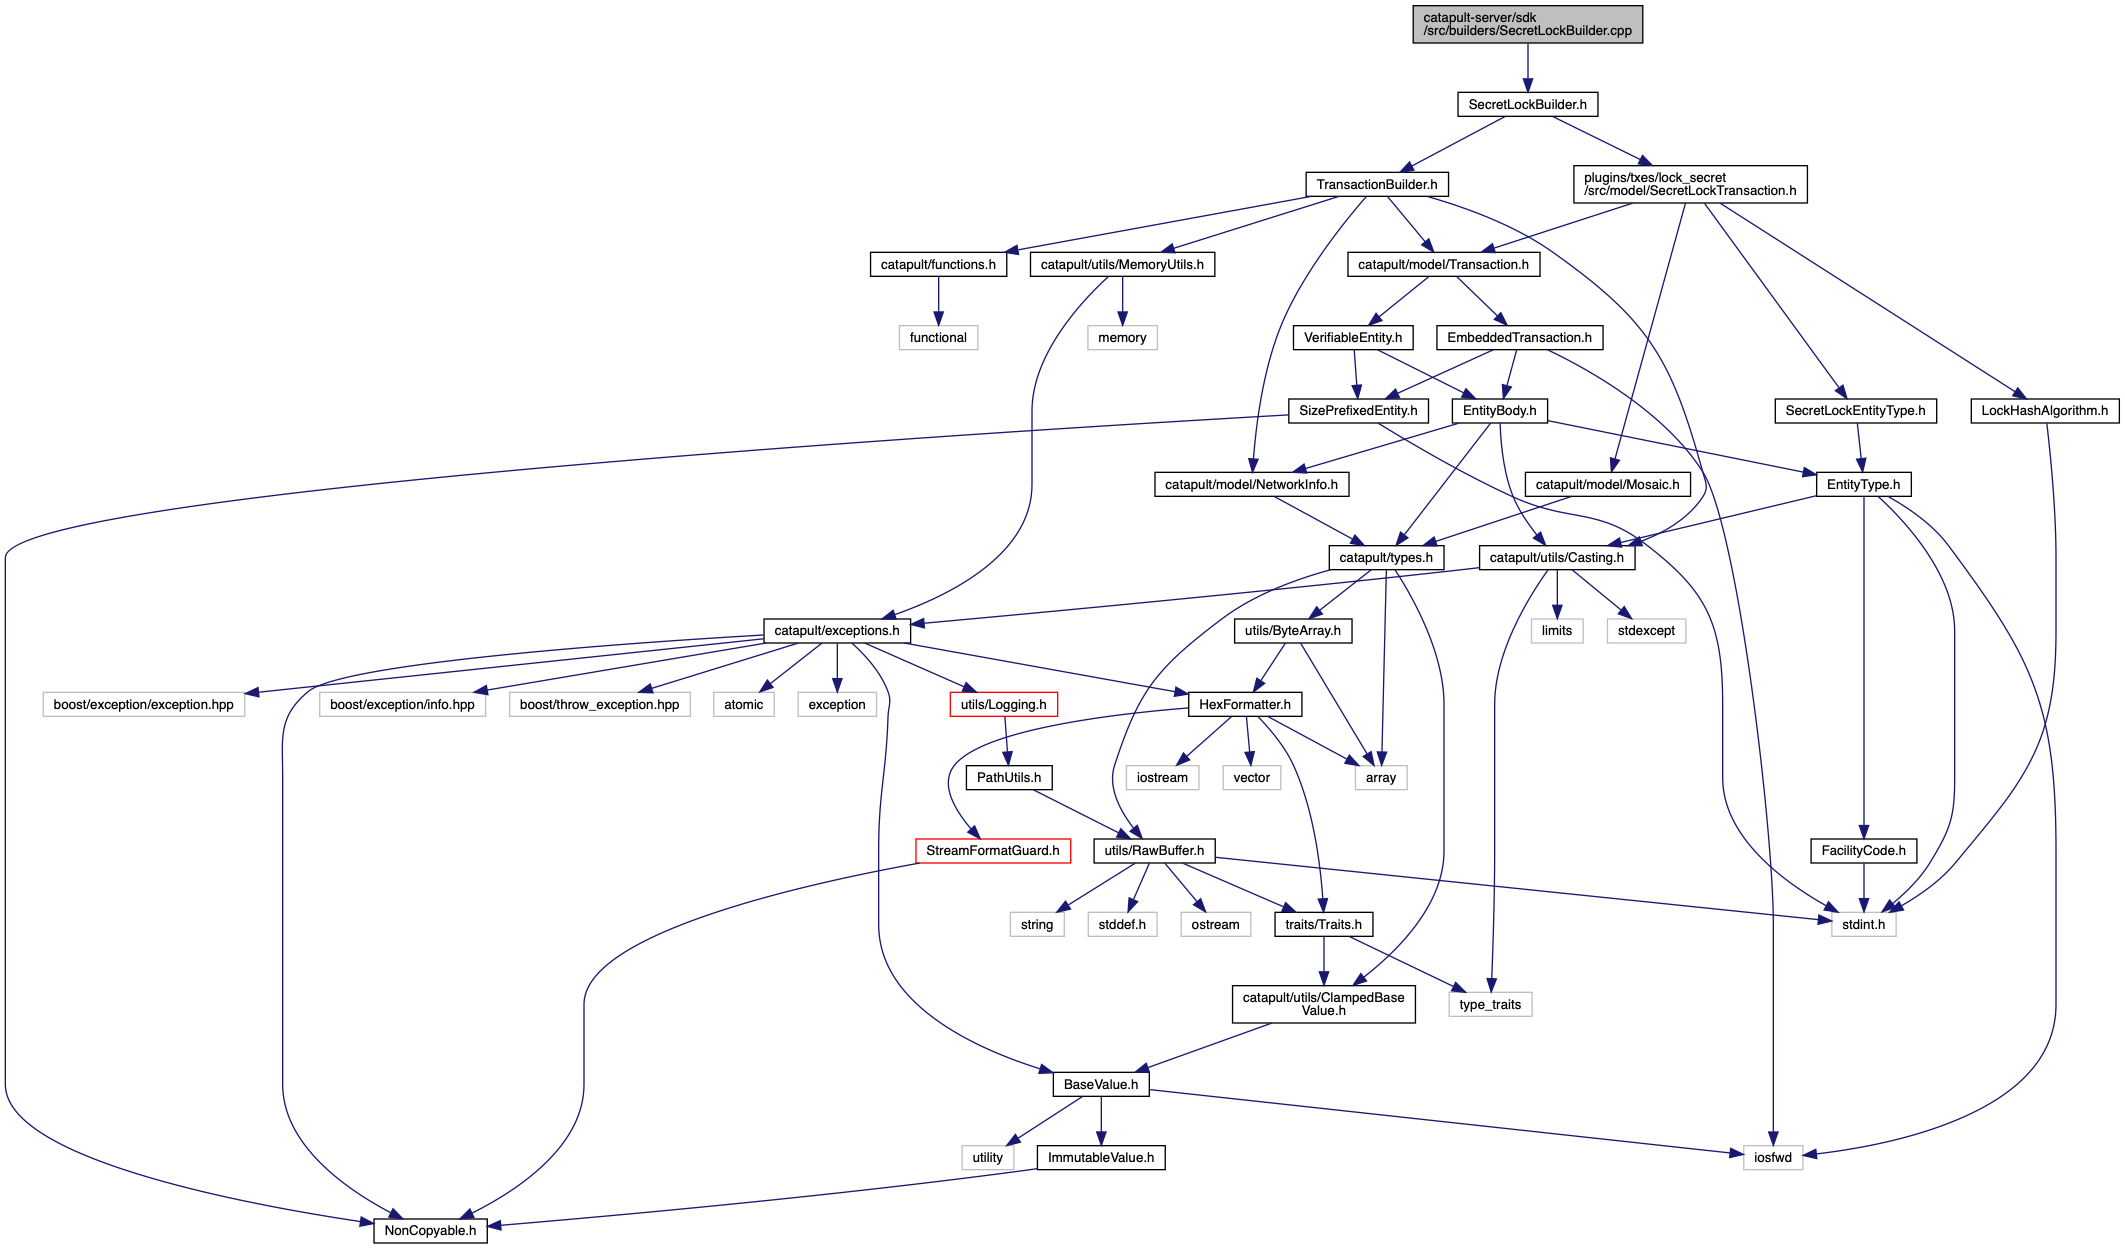 catapult-server/sdk
/src/builders/SecretLockBuilder.cpp
SecretLockBuilder.h
TransactionBuilder.h
plugins/txes/lock_secret
/src/model/SecretLockTransaction.h
catapult/functions.h
catapult/utils/MemoryUtils.h
catapult/model/Transaction.h
functional
memory
VerifiableEntity.h
EmbeddedTransaction.h
SizePrefixedEntity.h
EntityBody.h
SecretLockEntityType.h
LockHashAlgorithm.h
catapult/model/NetworkInfo.h
catapult/model/Mosaic.h
EntityType.h
catapult/types.h
catapult/utils/Casting.h
catapult/exceptions.h
utils/ByteArray.h
limits
stdexcept
boost/exception/exception.hpp
boost/exception/info.hpp
boost/throw_exception.hpp
atomic
exception
utils/Logging.h
HexFormatter.h
PathUtils.h
iostream
vector
array
StreamFormatGuard.h
utils/RawBuffer.h
FacilityCode.h
string
stddef.h
ostream
traits/Traits.h
stdint.h
catapult/utils/ClampedBase
Value.h
type_traits
BaseValue.h
utility
ImmutableValue.h
iosfwd
NonCopyable.h